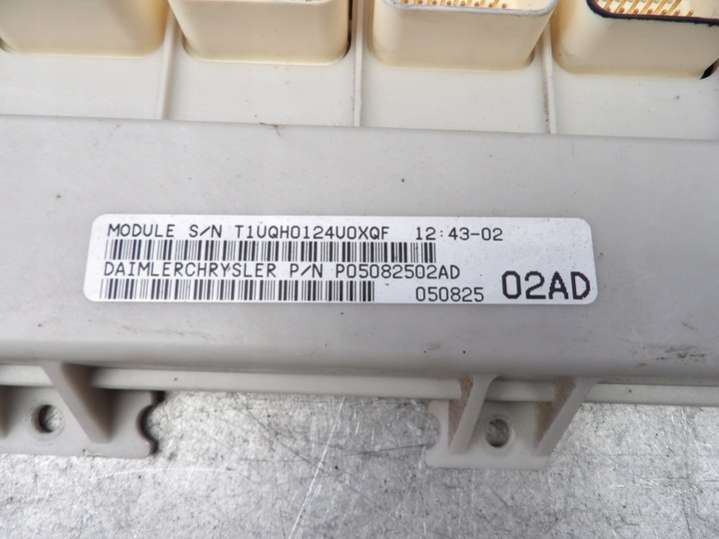 MODULE S/N T1UQH0124U0XQF 12:43-02
DAIMLERCHRYSLER P/N P05082502AD
050825 02AD